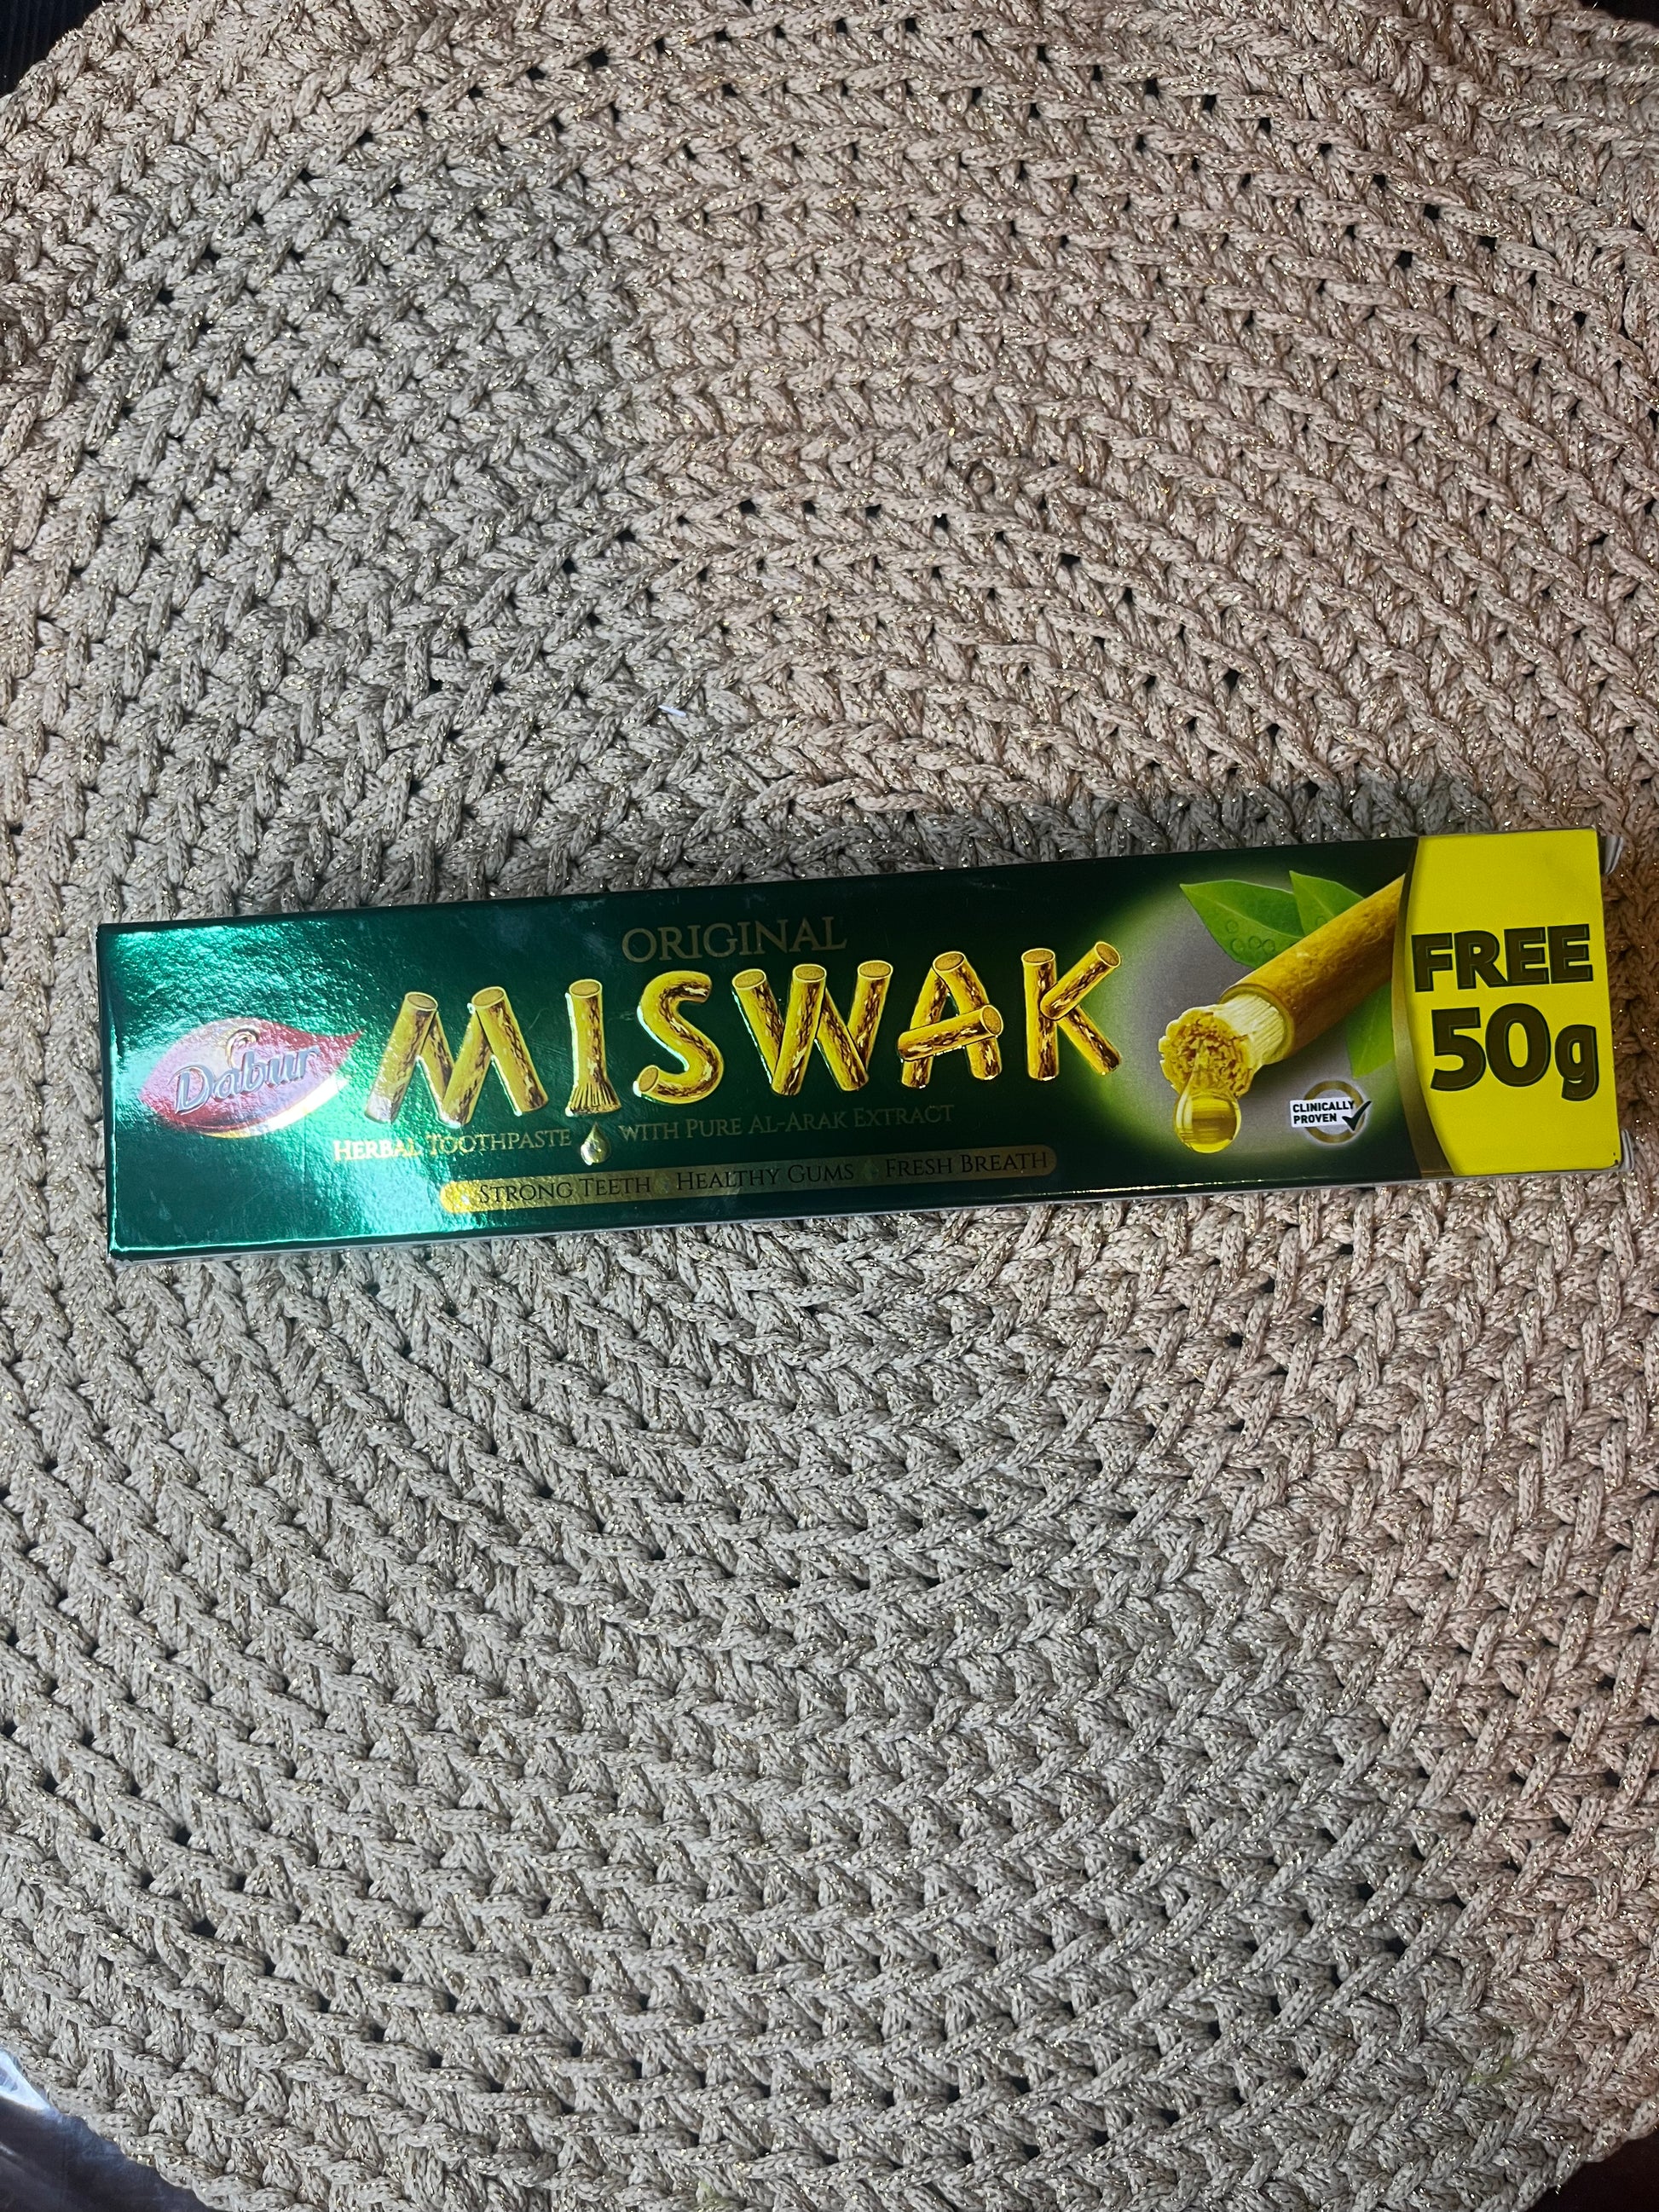 Dabur
ORIGINAL
MISWAK
HERBAL TOOTHPASTE WITH PURE AL-ARAK EXTRACT
STRONG TEETH HEALTHY GUMS FRESH BREATH
CLINICALLY
PROVEN
FREE
50g